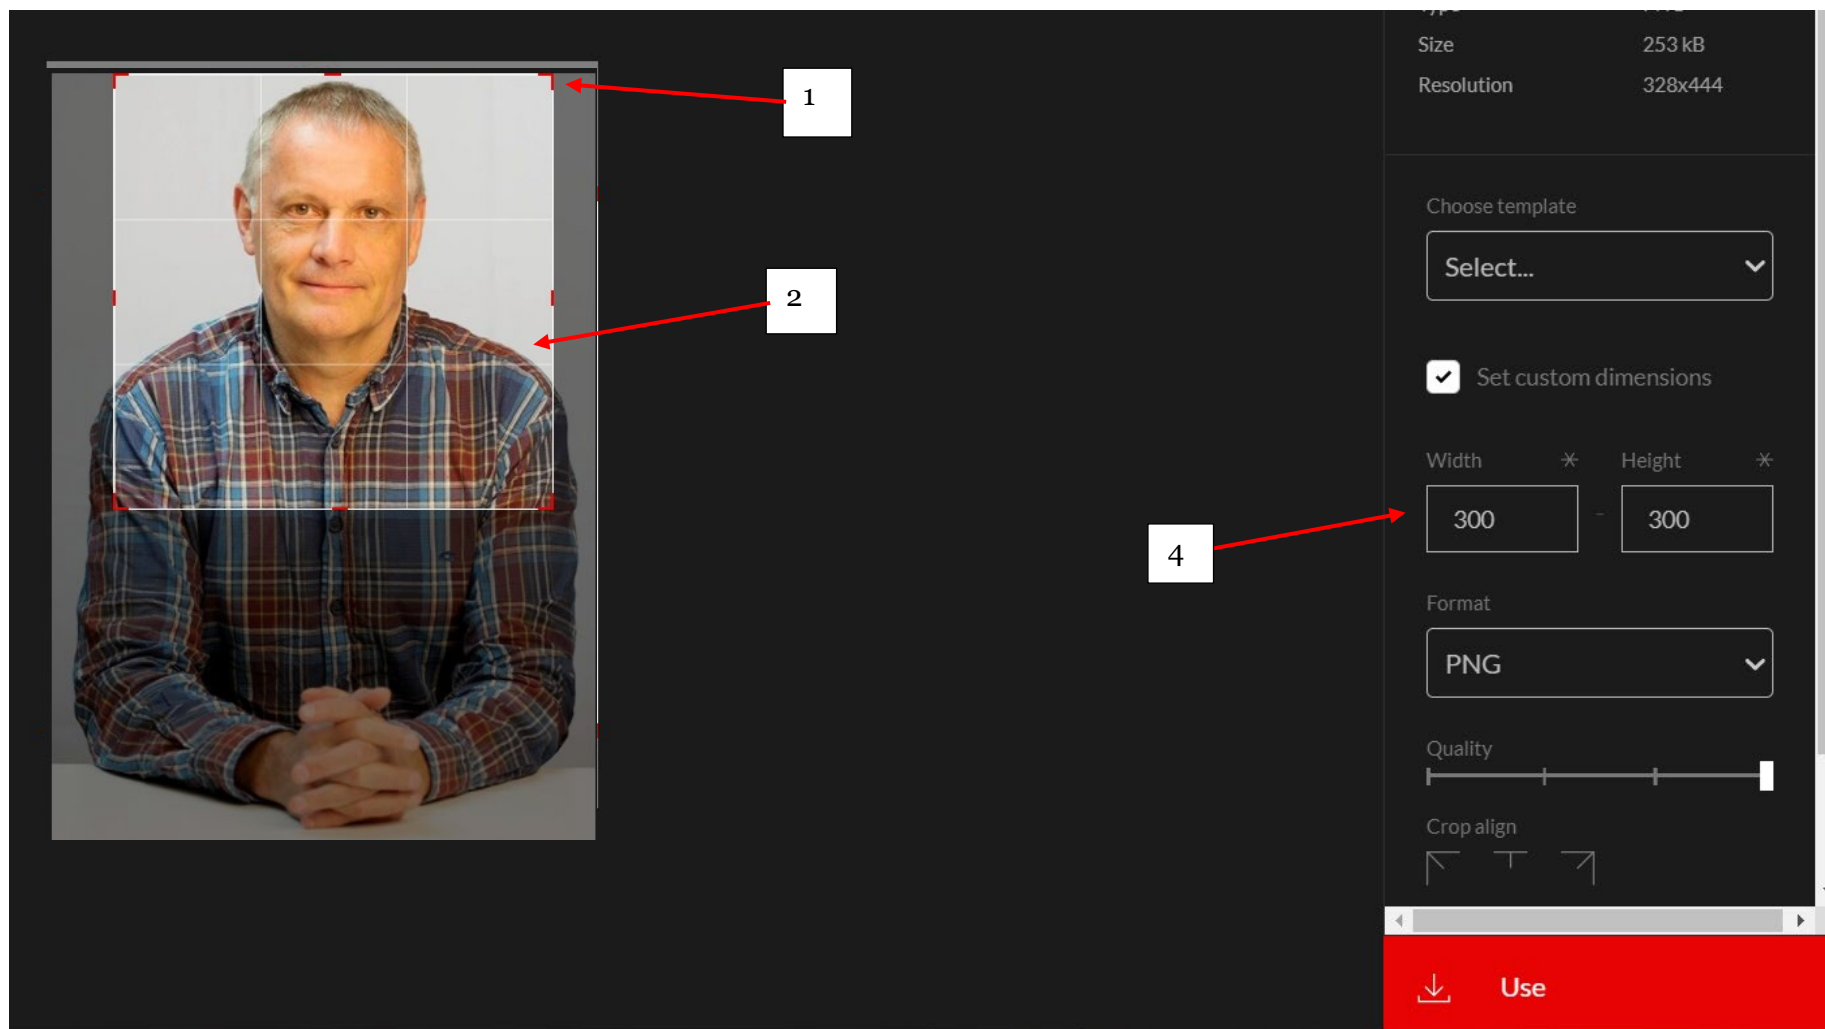 Size 253 kB
Resolution 328x444
1
Choose template
Select...
2
Set custom dimensions
Width * Height *
300 - 300
4
Format
PNG
Quality
Crop align
Use